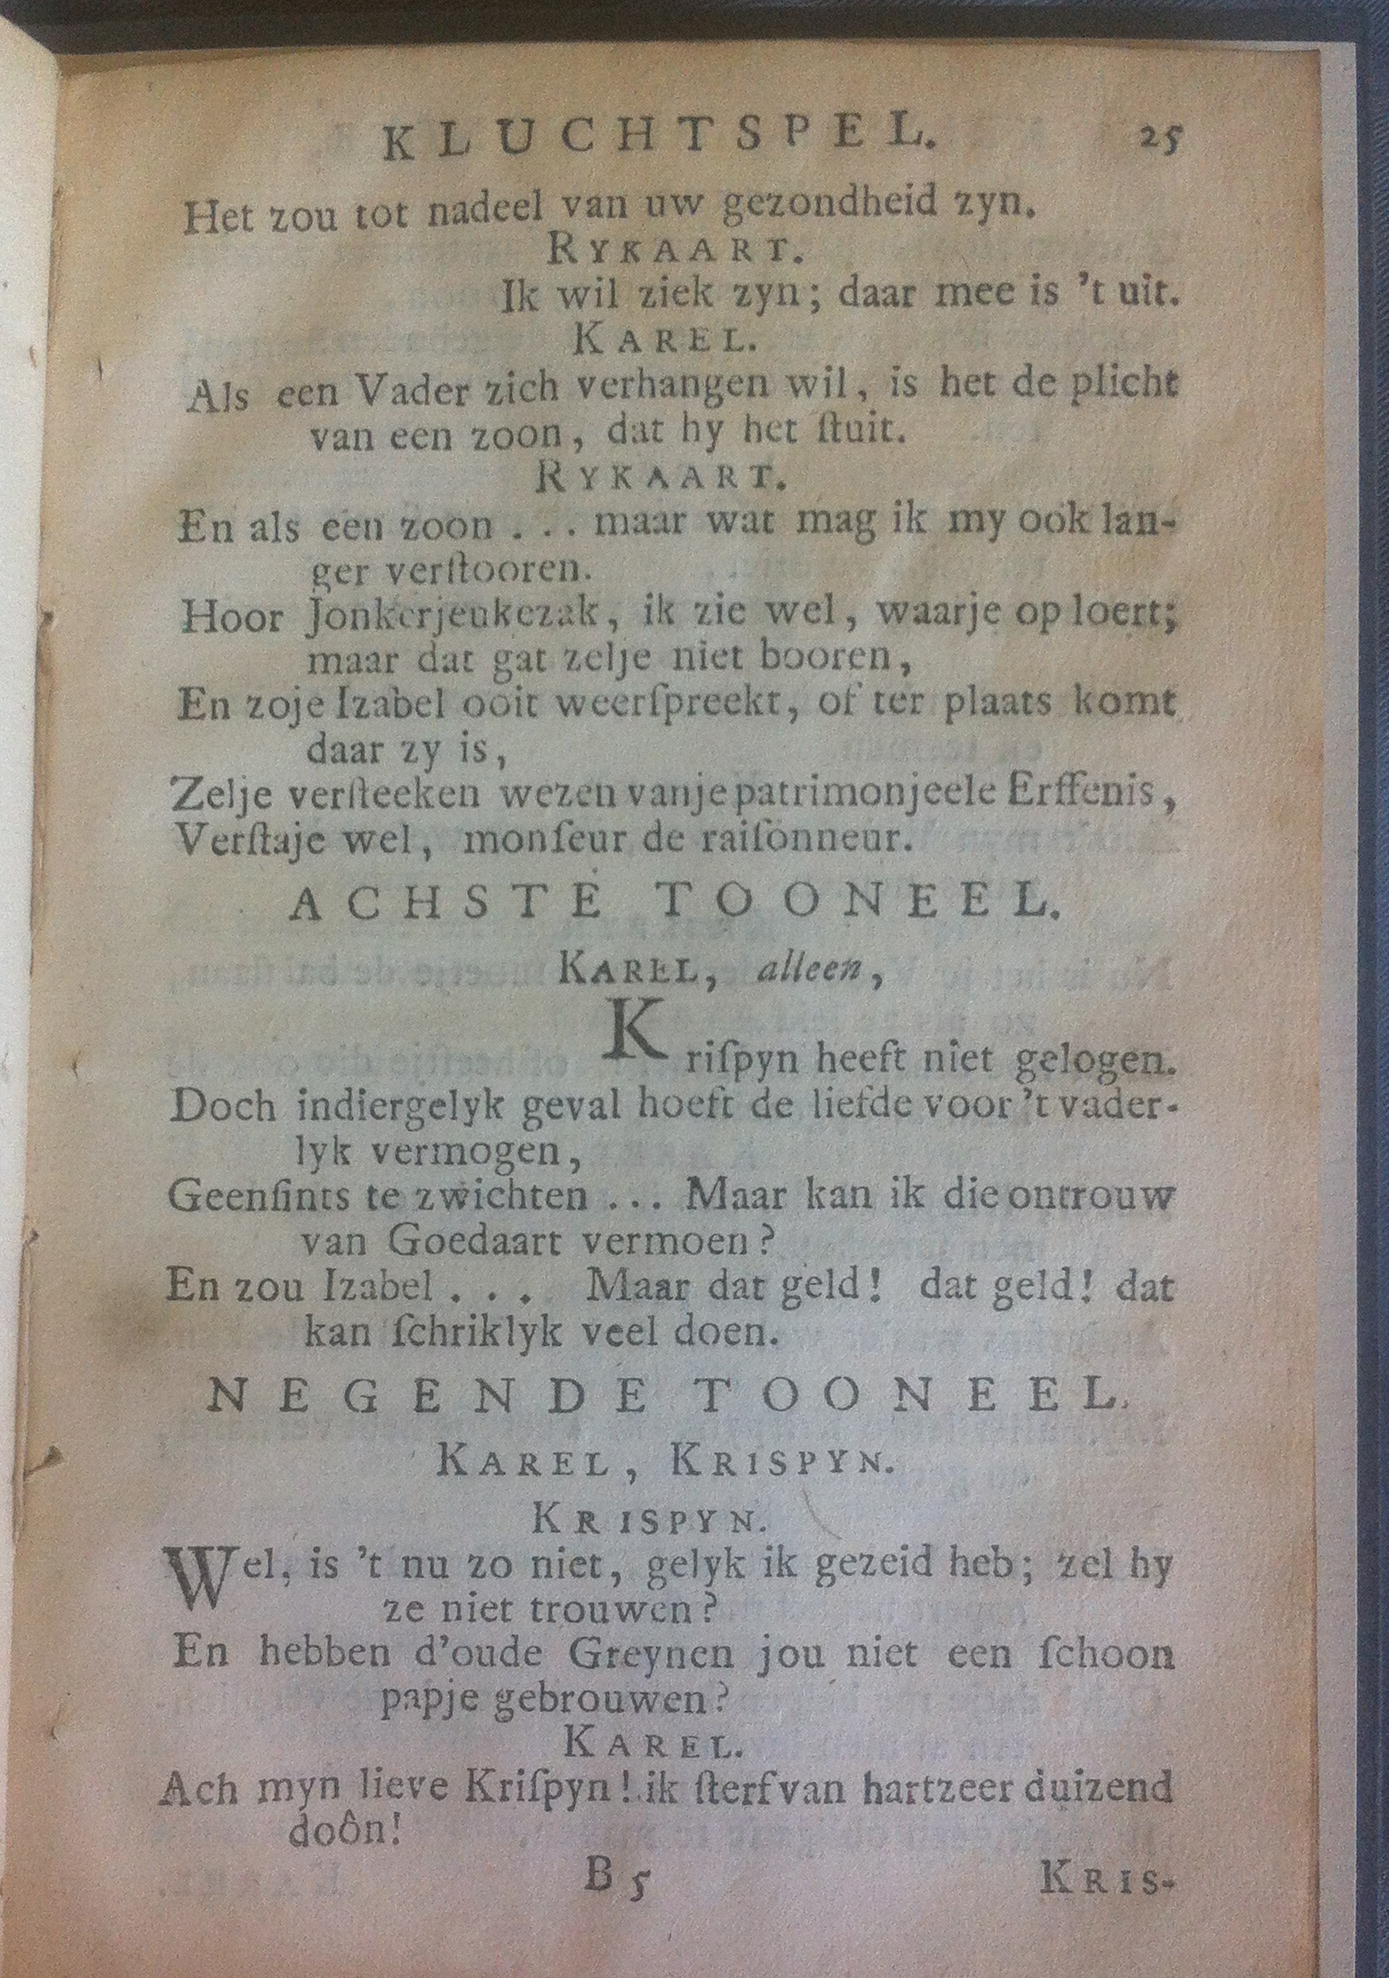 KLUCHTSPEL. 25
Het zou tot nadeel van uw gezondheid zyn.
RYKAART.
Ik wil ziek zyn; daar mee is 't uit.
KAREL.
Als een Vader zich verhangen wil, is het de plicht
van een zoon, dat hy het ſtuit.
RYKAART.
En als een zoon . . . maar wat mag ik my ook lan-
ger verſtooren.
Hoor Jonkerjeukezak, ik zie wel, waarje op loert;
maar dat gat zelje niet booren,
En zoje Izabel ooit weerſpreekt, of ter plaats komt
daar zy is,
Zelje verſteeken wezen vanje patrimonjeele Erffenis,
Verſtaje wel, monſeur de raiſonneur.
ACHSTE TOONEEL.
KAREL, alleen,
Kriſpyn heeft niet gelogen.
Doch indiergelyk geval hoeft de liefde voor 't vader-
lyk vermogen,
Geenſints te zwichten ... Maar kan ik die ontrouw
van Goedaart vermoen?
En zou Izabel . . . Maar dat geld! dat geld! dat
kan ſchriklyk veel doen.
NEGENDE TOONEEL.
KAREL, KRISPYN.
KRISPYN.
Wel, is 't nu zo niet, gelyk ik gezeid heb; zel hy
ze niet trouwen?
En hebben d'oude Greynen jou niet een ſchoon
papje gebrouwen?
KAREL.
Ach myn lieve Kriſpyn! ik ſterf van hartzeer duizend
doôn!
B 5 KRIS-